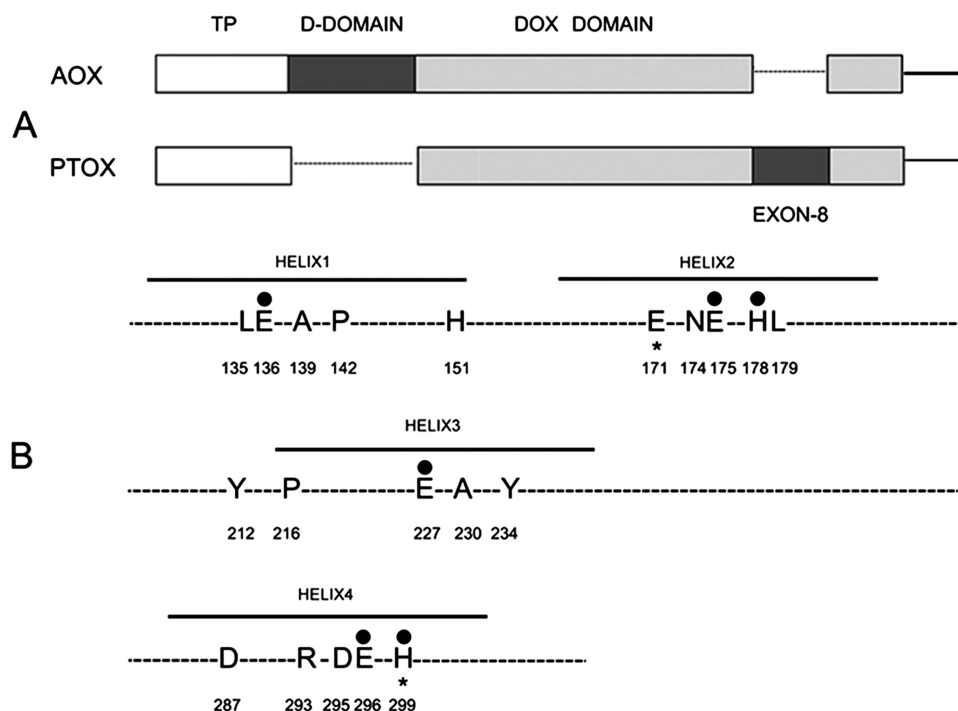 TP D-DOMAIN DOX DOMAIN
AOX
A
PTOX
EXON-8
HELIX1 HELIX2
LE A P H E NE H L
* 
135 136 139 142 151 171 174 175 178 179
HELIX3
B
Y P E A Y
212 216 227 230 234
HELIX4
D R DE H
*
287 293 295 296 299